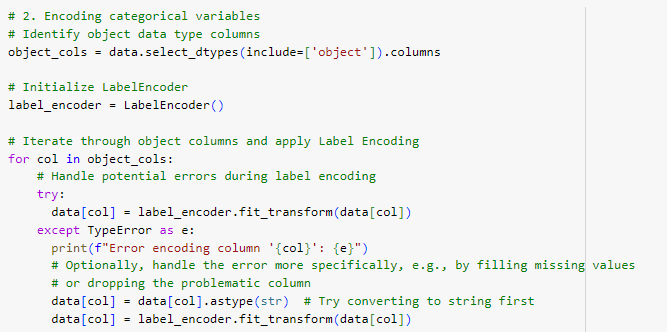 # 2. Encoding categorical variables
# Identify object data type columns
object_cols = data.select_dtypes(include=['object']).columns
# Initialize LabelEncoder
label_encoder = LabelEncoder()
# Iterate through object columns and apply Label Encoding
for col in object_cols:
    # Handle potential errors during label encoding
    try:
      data[col] = label_encoder.fit_transform(data[col])
    except TypeError as e:
      print(f"Error encoding column '{col}': {e}")
      # Optionally, handle the error more specifically, e.g., by filling missing values
      # or dropping the problematic column
      data[col] = data[col].astype(str)  # Try converting to string first
      data[col] = label_encoder.fit_transform(data[col])